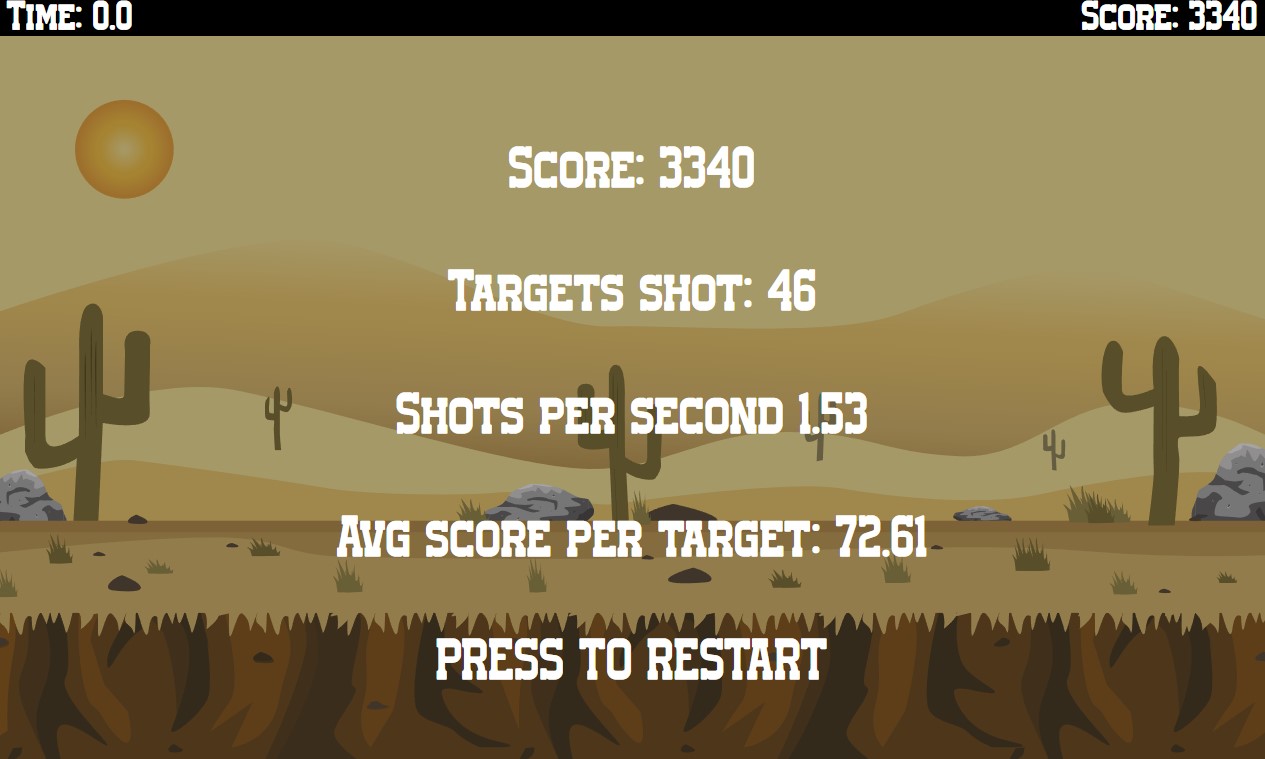 Time: 0.0
Score: 3340
Score: 3340
Targets shot: 46
Shots per second 1.53
Avg score per target: 72.61
PRESS TO RESTART